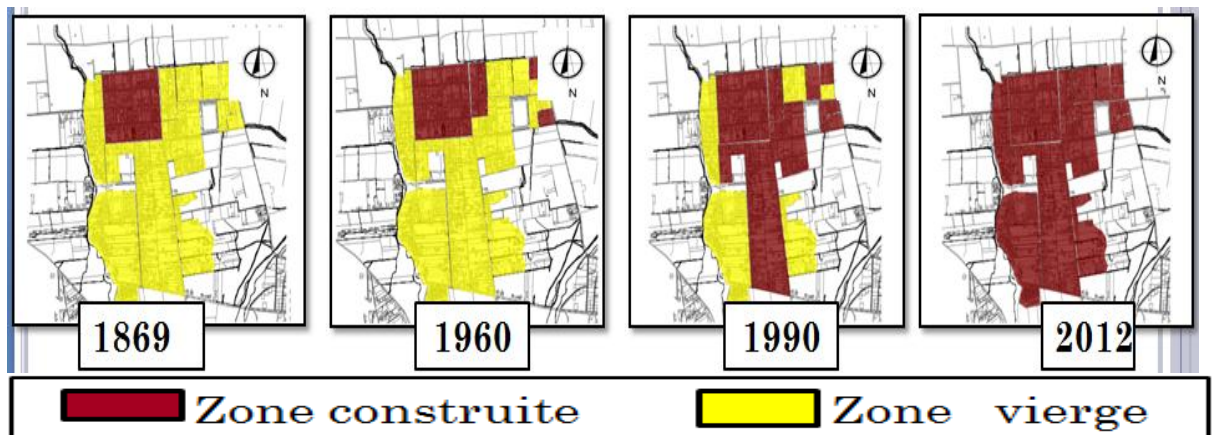 N
N
N
N
1869
1960
1990
2012
Zone construite
Zone vierge